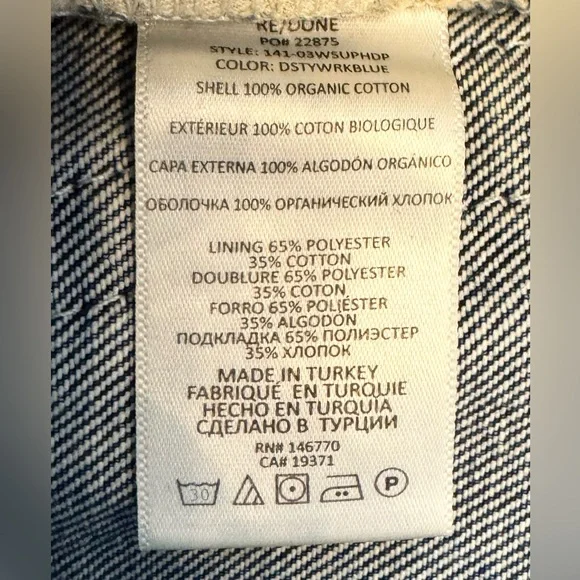 RE/DONE
PO# 22875
STYLE: 141-03WSUPHDP
COLOR: DSTYWRKBLUE
SHELL 100% ORGANIC COTTON
EXTÉRIEUR 100% COTON BIOLOGIQUE
CAPA EXTERNA 100% ALGODÓN ORGÁNICO
ОБОЛОЧКА 100% ОРГАНИЧЕСКИЙ ХЛОПОК
LINING 65% POLYESTER
35% COTTON
DOUBLURE 65% POLYESTER
35% COTON
FORRO 65% POLIÉSTER
35% ALGODÓN
ПОДКЛАДКА 65% ПОЛИЭСТЕР
35% ХЛОПОК
MADE IN TURKEY
FABRIQUÉ EN TURQUIE
HECHO EN TURQUIA
СДЕЛАНО В ТУРЦИИ
RN# 146770
CA# 19371
30 P